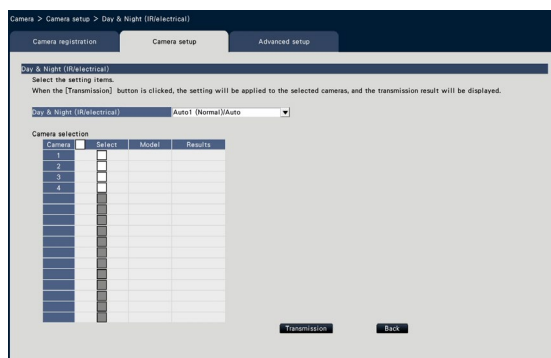 Camera > Camera setup > Day & Night (IR/electrical)
Camera registration Camera setup Advanced setup
Day & Night (IR/electrical)
Select the setting items.
When the [Transmission] button is clicked, the setting will be applied to the selected cameras, and the transmission result will be displayed.
Day & Night (IR/electrical) Auto1 (Normal)/Auto
Camera selection
Camera Select Model Results
1
2
3
4
Transmission Back